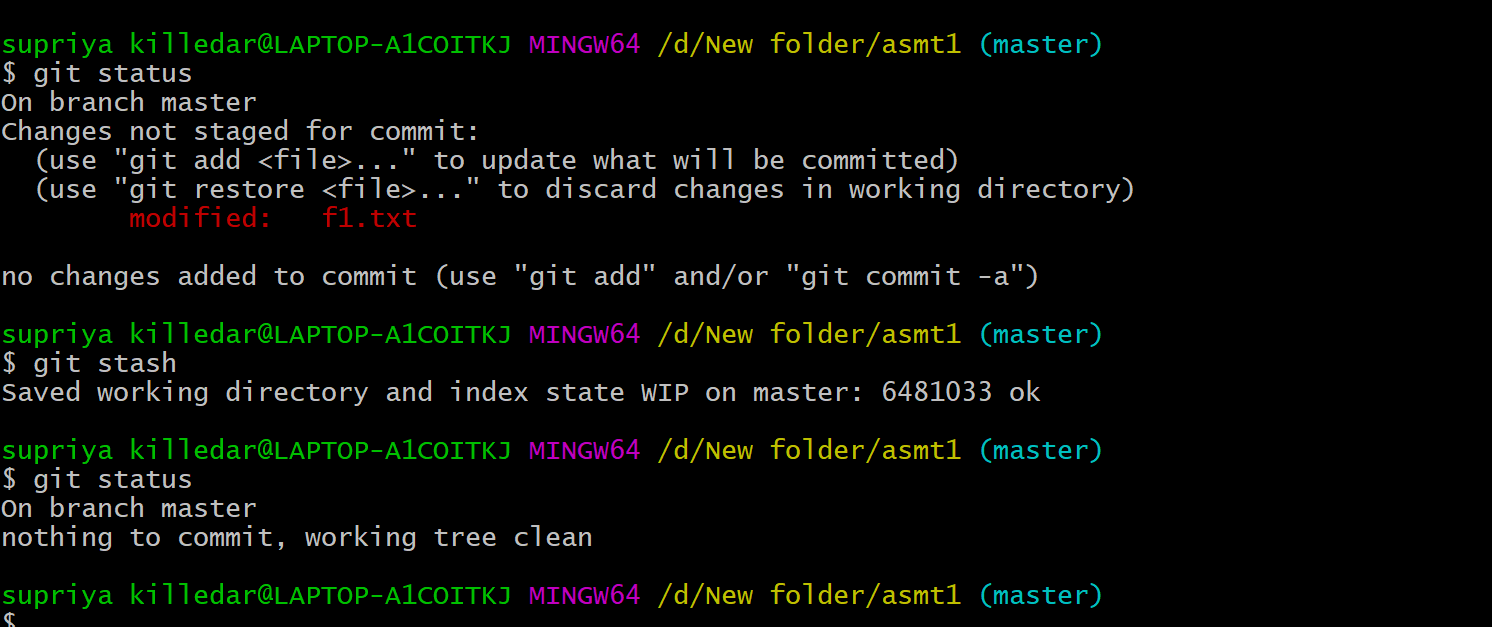 supriya killedar@LAPTOP-A1COITKJ MINGW64 /d/New folder/asmt1 (master)
$ git status
On branch master
Changes not staged for commit:
  (use "git add <file>..." to update what will be committed)
  (use "git restore <file>..." to discard changes in working directory)
        modified:   f1.txt

no changes added to commit (use "git add" and/or "git commit -a")

supriya killedar@LAPTOP-A1COITKJ MINGW64 /d/New folder/asmt1 (master)
$ git stash
Saved working directory and index state WIP on master: 6481033 ok

supriya killedar@LAPTOP-A1COITKJ MINGW64 /d/New folder/asmt1 (master)
$ git status
On branch master
nothing to commit, working tree clean

supriya killedar@LAPTOP-A1COITKJ MINGW64 /d/New folder/asmt1 (master)
$